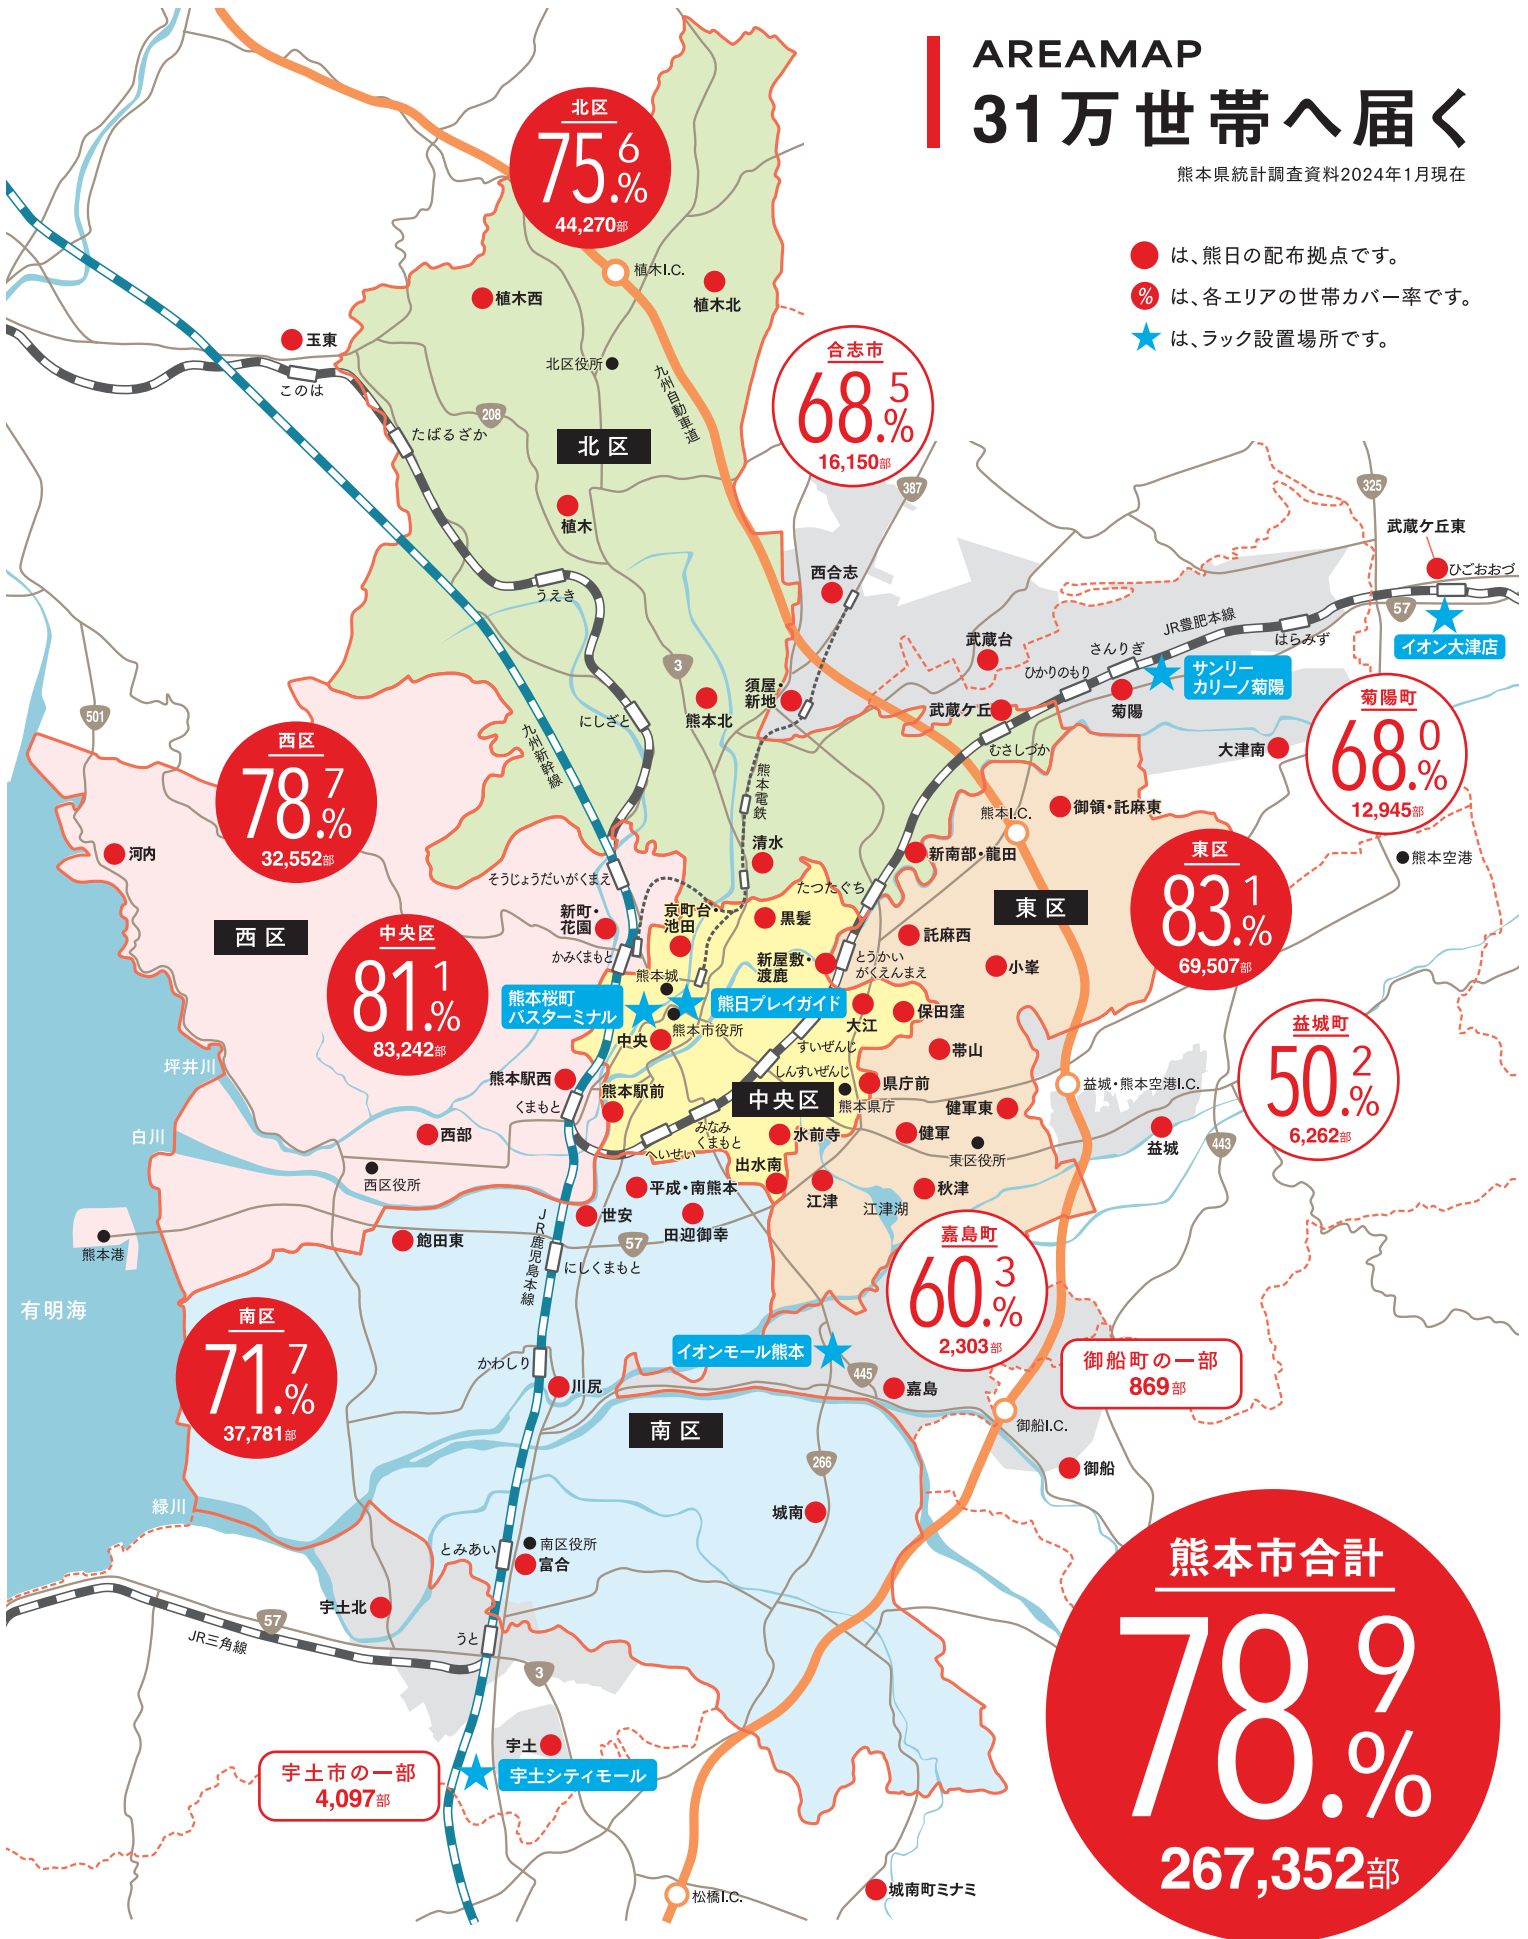 AREAMAP
31万世帯へ届く
熊本県統計調査資料2024年1月現在
は、熊日の配布拠点です。
%
は、各エリアの世帯カバー率です。
は、ラック設置場所です。
北区
75.6%
44,270部
植木I.C.
植木西
植木北
玉東
このは
北区役所
九州自動車道
208
たばるざか
北区
植木
合志市
68.5%
16,150部
387
325
武蔵ケ丘東
ひごおおづ
57
イオン大津店
西合志
JR豊肥本線
はらみず
うえき
武蔵台
さんりぎ
ひかりのもり
サンリー
カリーノ菊陽
3
須屋・
新地
熊本北
にしざと
武蔵ケ丘
菊陽
むさしづか
大津南
菊陽町
68.0%
12,945部
501
九州新幹線
西区
78.7%
32,552部
熊本電鉄
熊本I.C.
御領・託麻東
河内
清水
新南部・龍田
東区
83.1%
69,507部
熊本空港
そうじょうだいがくまえ
たつたぐち
東区
新町・
花園
京町台・
池田
黒髪
西区
中央区
81.1%
83,242部
かみくまもと
熊本城
新屋敷・
渡鹿
とうかい
がくえんまえ
託麻西
小峯
熊本桜町
バスターミナル
熊日プレイガイド
熊本市役所
中央
大江
保田窪
すいぜんじ
帯山
益城町
50.2%
6,262部
坪井川
熊本駅西
熊本駅前
しんすいぜんじ
県庁前
益城・熊本空港I.C.
くまもと
中央区
熊本県庁
健軍東
白川
西部
みなみ
くまもと
水前寺
健軍
東区役所
益城
443
西区役所
へいせい
出水南
平成・南熊本
江津
江津湖
秋津
世安
田迎御幸
熊本港
飽田東
57
JR鹿児島本線
にしくまもと
嘉島町
60.3%
2,303部
有明海
南区
71.7%
37,781部
イオンモール熊本
御船町の一部
869部
かわしり
川尻
445
嘉島
御船I.C.
南区
266
御船
緑川
城南
とみあい
南区役所
富合
熊本市合計
78.9%
267,352部
宇土北
57
JR三角線
うと
3
宇土
宇土市の一部
4,097部
宇土シティモール
松橋I.C.
城南町ミナミ